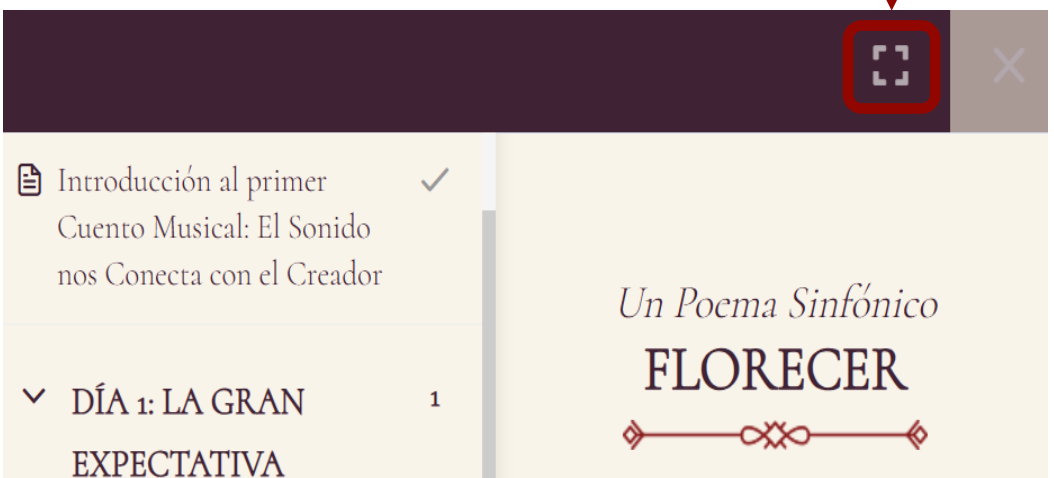 Introducción al primer
Cuento Musical: El Sonido
nos Conecta con el Creador
DÍA 1: LA GRAN
EXPECTATIVA
1
Un Poema Sinfónico
FLORECER